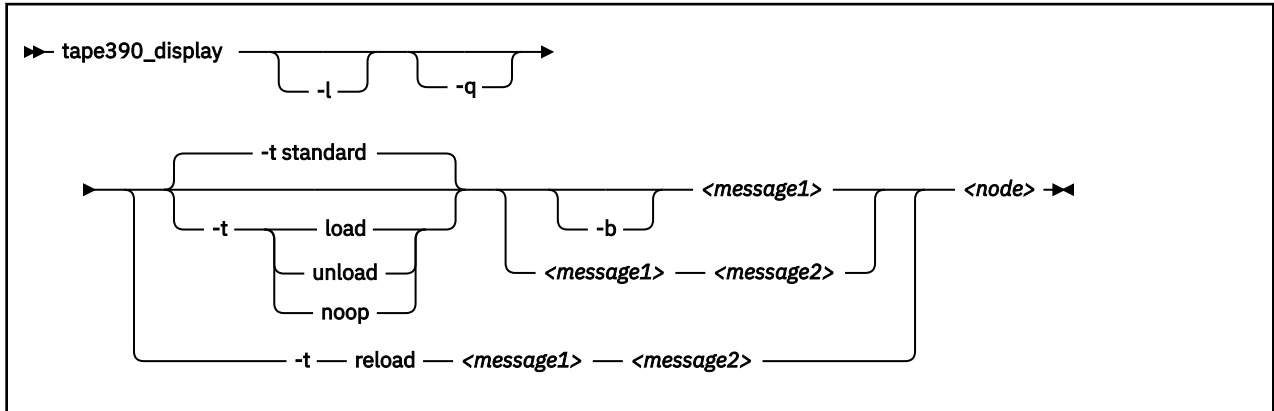 tape390_display
-l
-q
-t standard
-t load
unload
noop
-b
<message1>
<message1> <message2>
<node>
-t reload <message1> <message2>